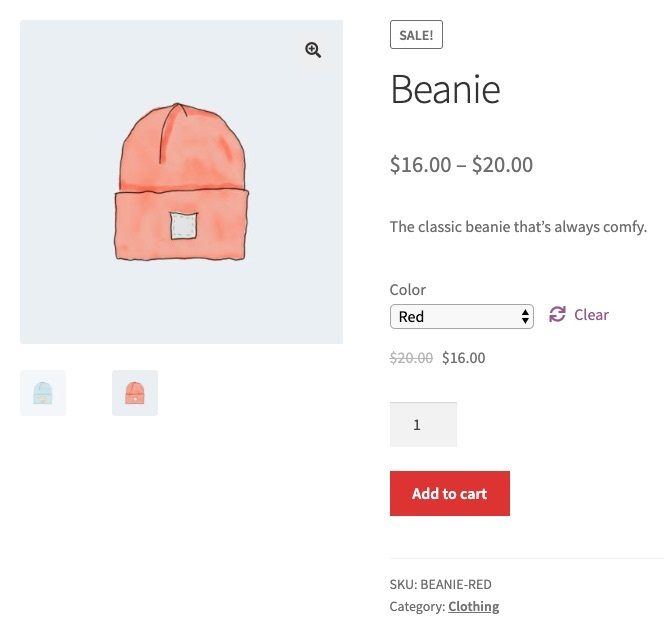 SALE!
Beanie
$16.00 – $20.00
The classic beanie that’s always comfy.
Color
Red Clear
$20.00 $16.00
1
Add to cart
SKU: BEANIE-RED
Category: Clothing